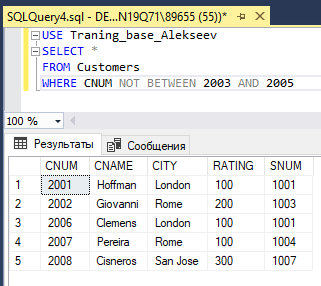 SQLQuery4.sql - DE...N19Q71\89655 (55))*
USE Traning_base_Alekseev
SELECT *
FROM Customers
WHERE CNUM NOT BETWEEN 2003 AND 2005
100 %
Результаты Сообщения
CNUM CNAME CITY RATING SNUM
1 2001 Hoffman London 100 1001
2 2002 Giovanni Rome 200 1003
3 2006 Clemens London 100 1001
4 2007 Pereira Rome 100 1004
5 2008 Cisneros San Jose 300 1007